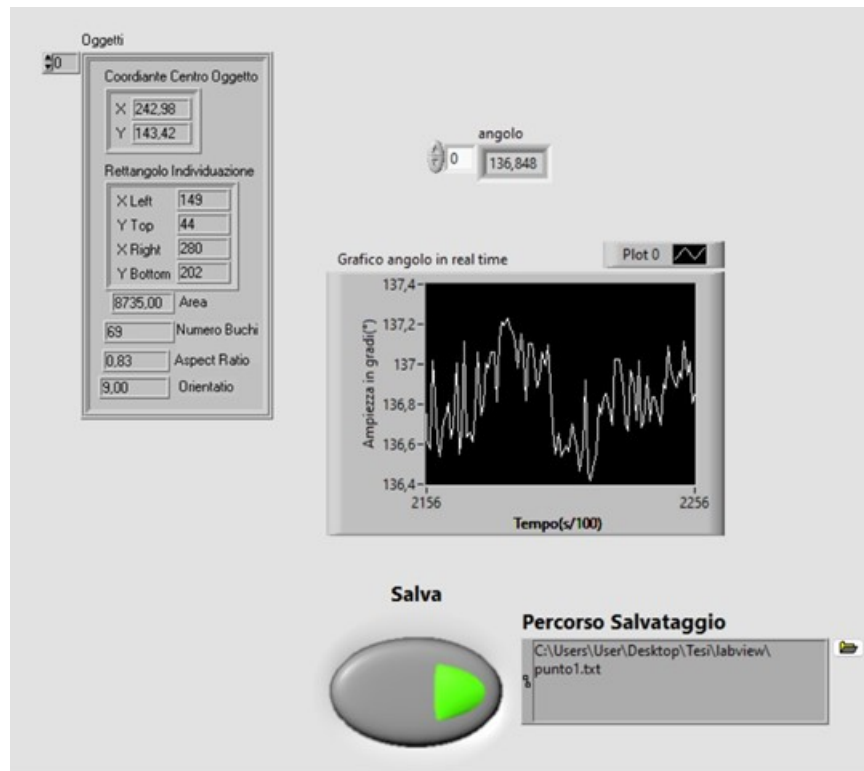 Oggetti
0
Coordiante Centro Oggetto
X 242,98
Y 143,42
Rettangolo Individuazione
X Left 149
Y Top 44
X Right 280
Y Bottom 202
8735,00 Area
69 Numero Buchi
0,83 Aspect Ratio
9,00 Orientatio
angolo
0 136,848
Grafico angolo in real time
Plot 0
Ampiezza in gradi(°)
137,4
137,2
137
136,8
136,6
136,4
2156 2256
Tempo(s/100)
Salva
Percorso Salvataggio
C:\Users\User\Desktop\Tesi\labview\
punto1.txt